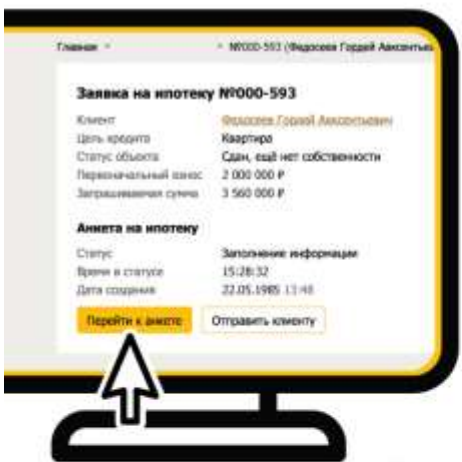 Главная
№000-593 (Федосеев Гордей Авксентьев
Заявка на ипотеку №000-593
Клиент Федосеев Гордей Авксентьевич
Цель кредита Квартира
Статус объекта Сдан, ещё нет собственности
Первоначальный взнос 2 000 000 ₽
Запрашиваемая сумма 3 560 000 ₽
Анкета на ипотеку
Статус Заполнение информации
Время в статусе 15:28:32
Дата создания 22.05.1985 13:48
Перейти к анкете Отправить клиенту